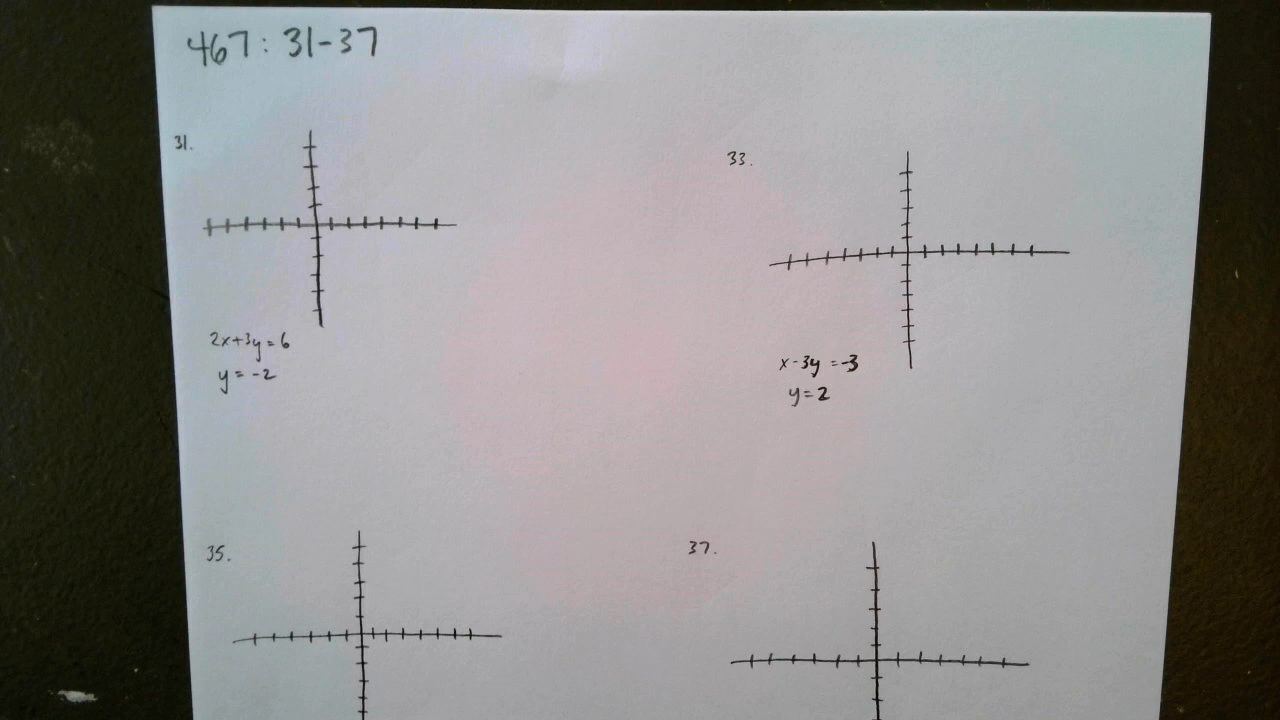 467: 31-37
31.
2x+3y=6
y=-2
33.
x-3y=-3
y=2
35.
37.